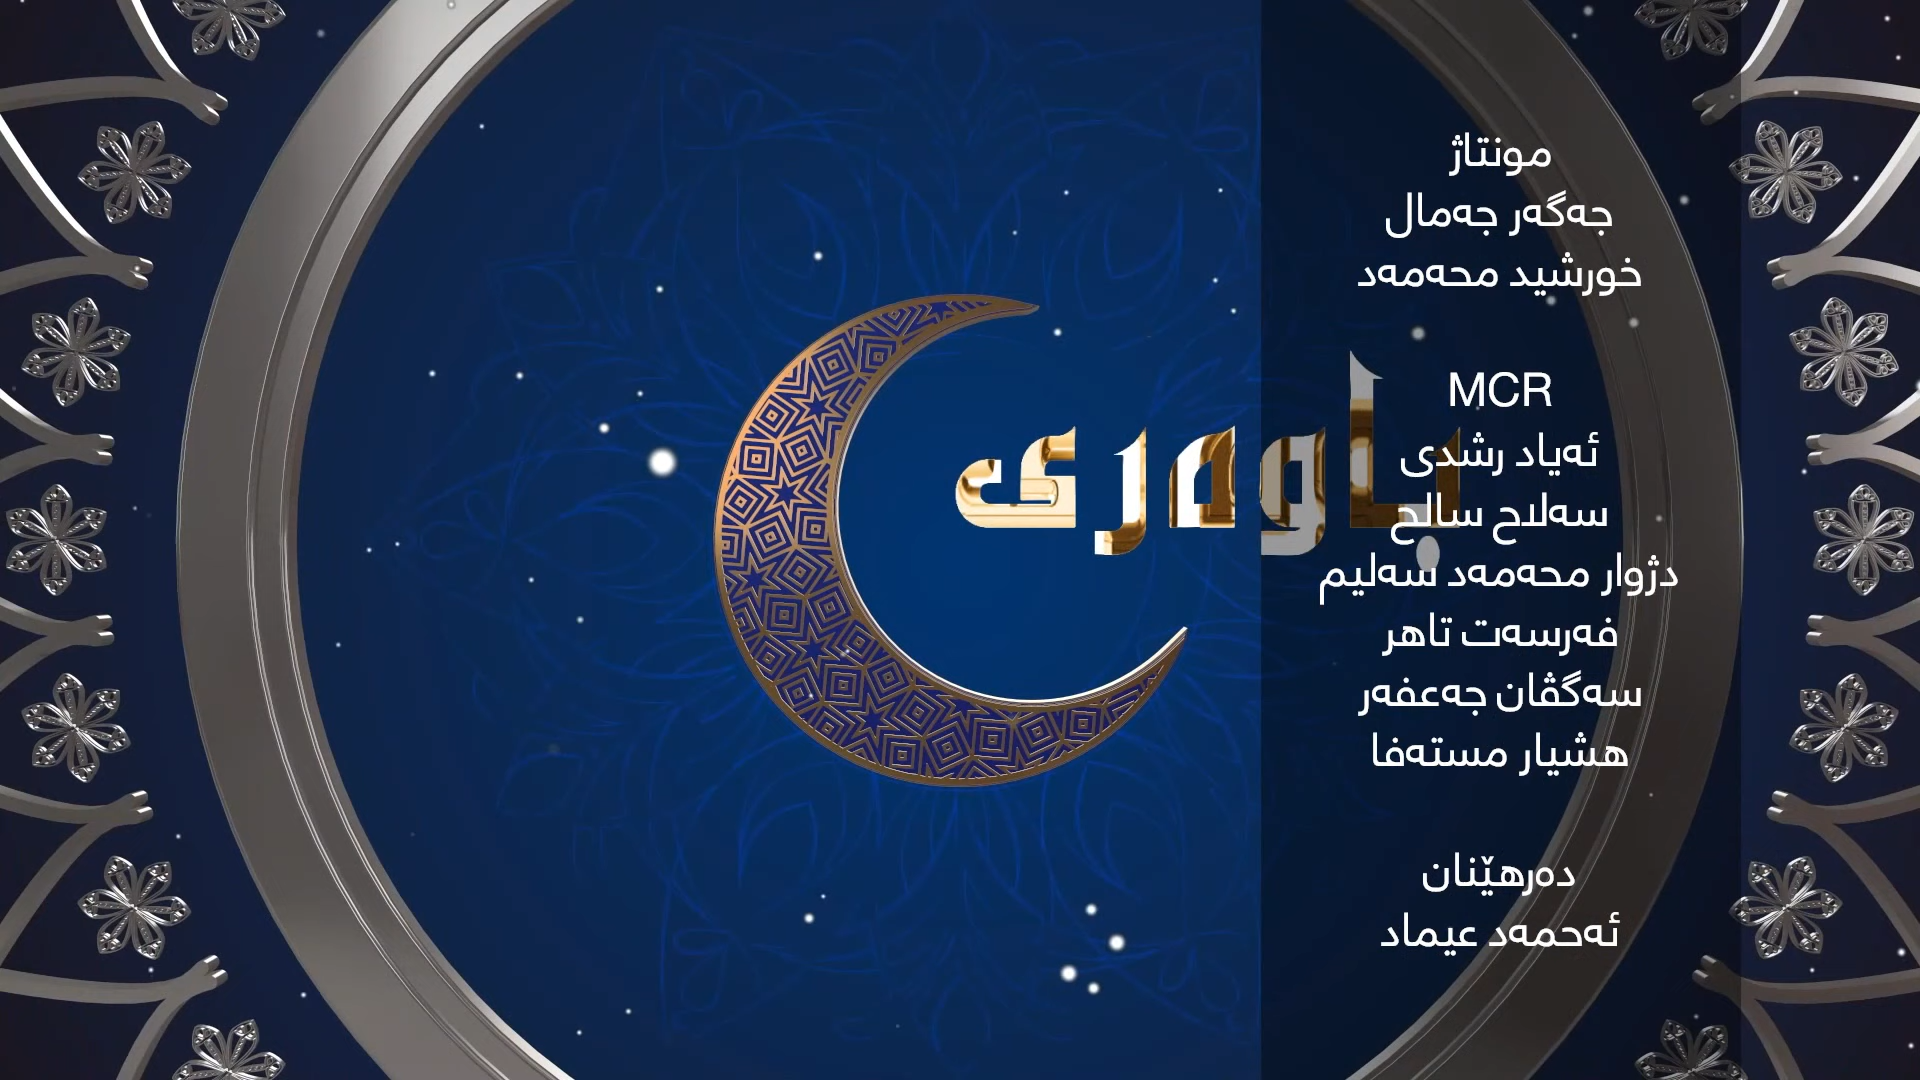 باوەری
مونتاژ
جەگەر جەمال
خورشید محەمەد
MCR
ئەیاد رشدی
سەلاح سالح
دژوار محەمەد سەلیم
فەرسەت تاهر
سەگڤان جەعفەر
هشیار مستەفا
دەرهێنان
ئەحمەد عیماد